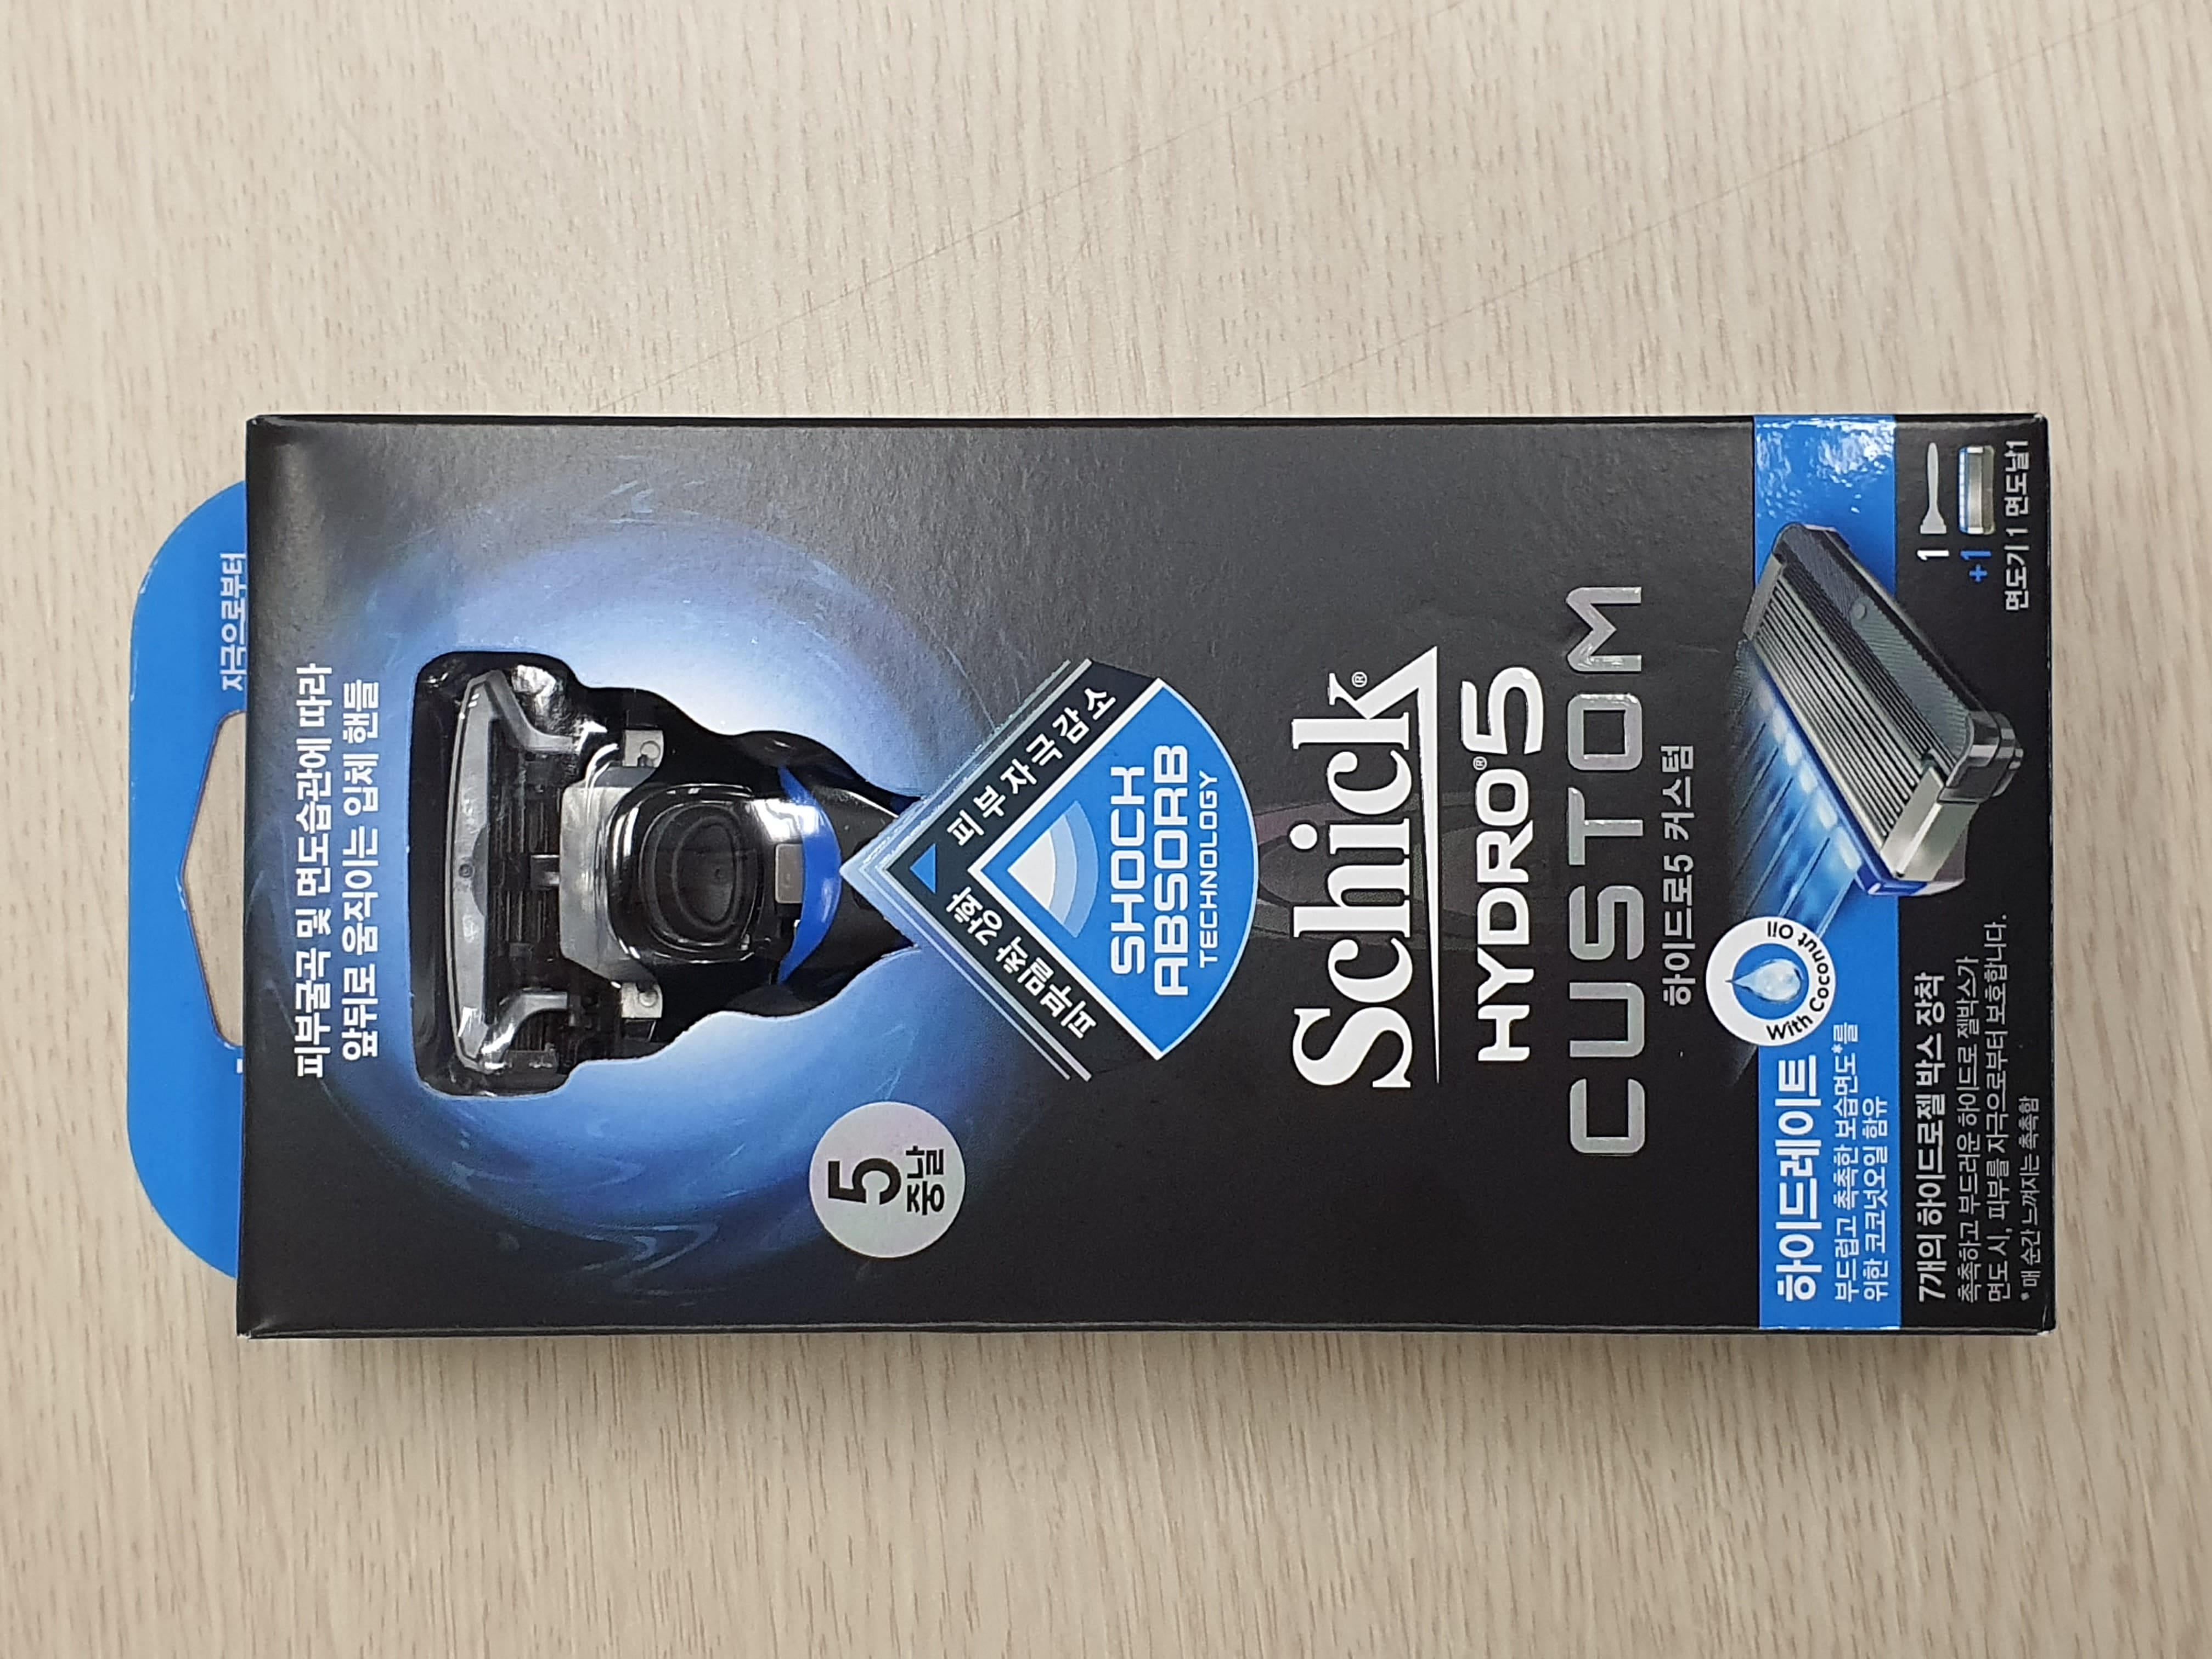 자극으로부터
피부굴곡 및 면도습관에 따라
앞뒤로 움직이는 입체 핸들
5
중날
피부밀착 강화
피부자극감소
SHOCK
ABSORB
TECHNOLOGY
Schick®
HYDRO®5
CUSTOM
하이드로5 커스텀
With Coconut Oil
하이드레이트
부드럽고 촉촉한 보습면도*를
위한 코코넛오일 함유
7개의 하이드로젤 박스 장착
촉촉하고 부드러운 하이드로 젤박스가
면도 시, 피부를 자극으로부터 보호합니다.
* 매 순간 느껴지는 촉촉함
1
+1
면도기 1 면도날1